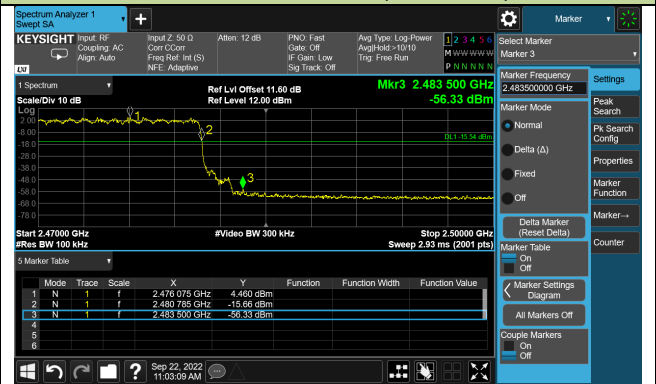 Spectrum Analyzer 1
Swept SA
Marker
KEYSIGHT
LXI
Input: RF
Coupling: AC
Align: Auto
Input Z: 50 Ω
Corr CCorr
Freq Ref: Int (S)
NFE: Adaptive
Atten: 12 dB
PNO: Fast
Gate: Off
IF Gain: Low
Sig Track: Off
Avg Type: Log-Power
Avg|Hold:>10/10
Trig: Free Run
1 2 3 4 5 6
M W W W W W
P N N N N N
Select Marker
Marker 3
1 Spectrum
Scale/Div 10 dB
Ref Lvl Offset 11.60 dB
Ref Level 12.00 dBm
Mkr3 2.483 500 GHz
-56.33 dBm
Log
2.00
-8.00
-18.0
-28.0
-38.0
-48.0
-58.0
-68.0
-78.0
1
2
3
DL1 -15.54 dBm
Start 2.47000 GHz
#Res BW 100 kHz
#Video BW 300 kHz
Stop 2.50000 GHz
Sweep 2.93 ms (2001 pts)
5 Marker Table
Mode Trace Scale X Y Function Function Width Function Value
1 N 1 f 2.476 075 GHz 4.460 dBm
2 N 1 f 2.480 785 GHz -15.66 dBm
3 N 1 f 2.483 500 GHz -56.33 dBm
4
5
6
Marker Frequency
2.483500000 GHz
Marker Mode
Normal
Delta (Δ)
Fixed
Off
Delta Marker
(Reset Delta)
Marker Table
On
Off
Marker Settings
Diagram
All Markers Off
Couple Markers
On
Off
Settings
Peak
Search
Pk Search
Config
Properties
Marker
Function
Marker→
Counter
Sep 22, 2022
11:03:09 AM